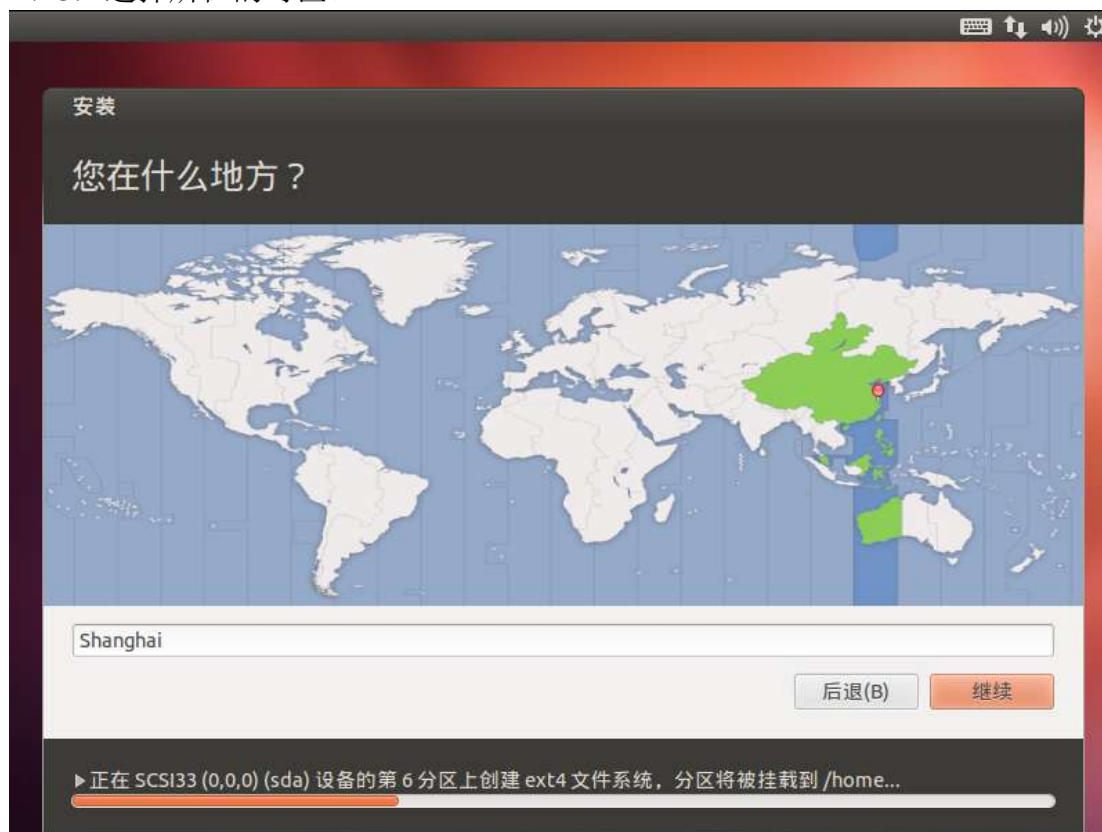 安装
您在什么地方？
Shanghai
后退(B)
继续
▶正在 SCSI33 (0,0,0) (sda) 设备的第 6 分区上创建 ext4 文件系统，分区将被挂载到 /home...